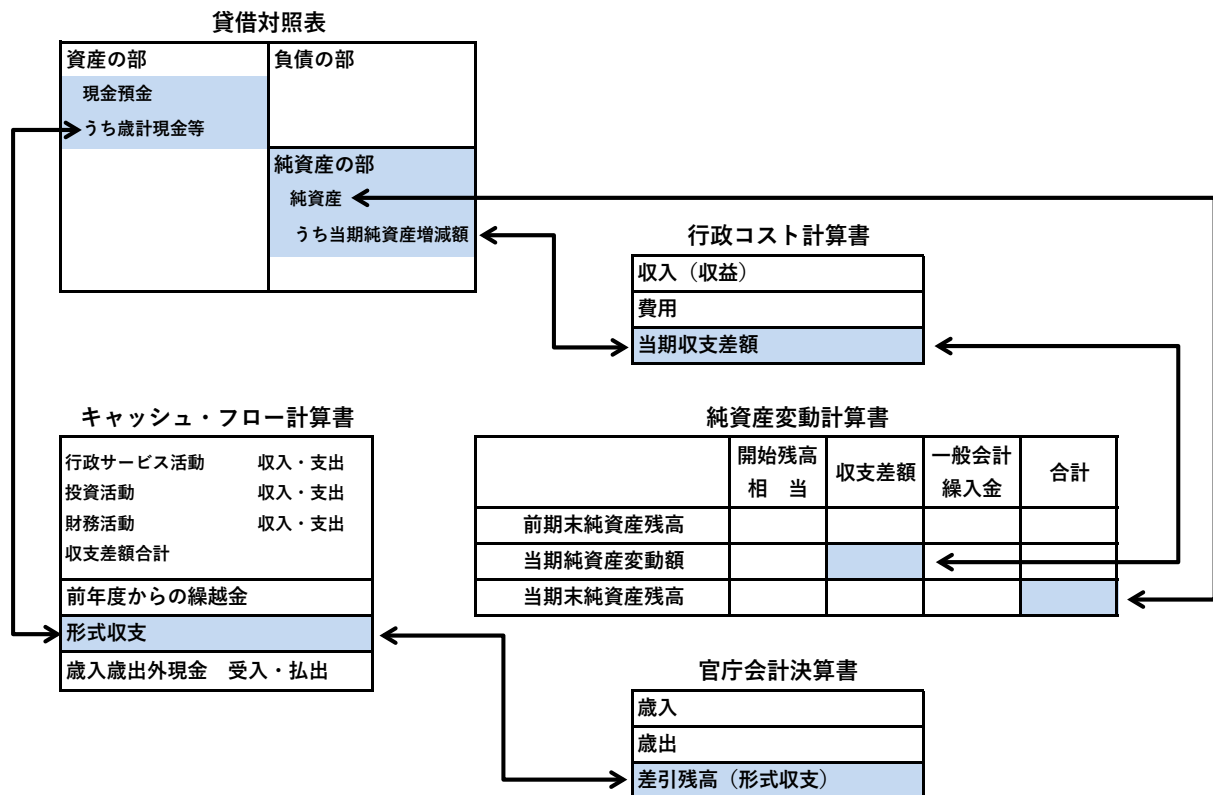 貸借対照表
資産の部
現金預金
うち歳計現金等
負債の部
純資産の部
純資産
うち当期純資産増減額
行政コスト計算書
収入（収益）
費用
当期収支差額
キャッシュ・フロー計算書
行政サービス活動　収入・支出
投資活動　収入・支出
財務活動　収入・支出
収支差額合計
前年度からの繰越金
形式収支
歳入歳出外現金　受入・払出
純資産変動計算書
開始残高
相　当
収支差額
一般会計
繰入金
合計
前期末純資産残高
当期純資産変動額
当期末純資産残高
官庁会計決算書
歳入
歳出
差引残高（形式収支）